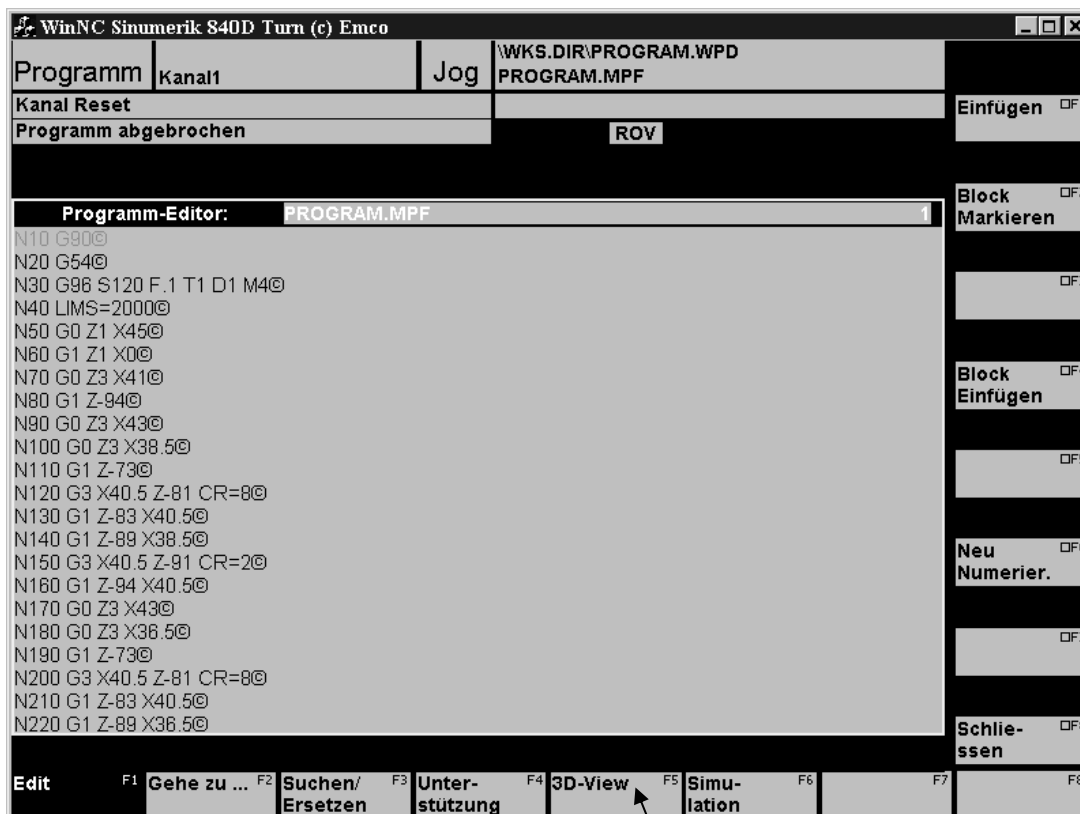 WinNC Sinumerik 840D Turn (c) Emco
Programm Kanal1 Jog \WKS.DIR\PROGRAM.WPD
PROGRAM.MPF
Kanal Reset
Programm abgebrochen ROV
Programm-Editor: PROGRAM.MPF 1
N10 G90©
N20 G54©
N30 G96 S120 F.1 T1 D1 M4©
N40 LIMS=2000©
N50 G0 Z1 X45©
N60 G1 Z1 X0©
N70 G0 Z3 X41©
N80 G1 Z-94©
N90 G0 Z3 X43©
N100 G0 Z3 X38.5©
N110 G1 Z-73©
N120 G3 X40.5 Z-81 CR=8©
N130 G1 Z-83 X40.5©
N140 G1 Z-89 X38.5©
N150 G3 X40.5 Z-91 CR=2©
N160 G1 Z-94 X40.5©
N170 G0 Z3 X43©
N180 G0 Z3 X36.5©
N190 G1 Z-73©
N200 G3 X40.5 Z-81 CR=8©
N210 G1 Z-83 X40.5©
N220 G1 Z-89 X36.5©
Einfügen
Block
Markieren
Block
Einfügen
Neu
Numerier.
Schlie-
ssen
Edit F1 Gehe zu ... F2 Suchen/ F3 Unter- F4 3D-View F5 Simu- F6 F7 F8
Ersetzen stützung lation